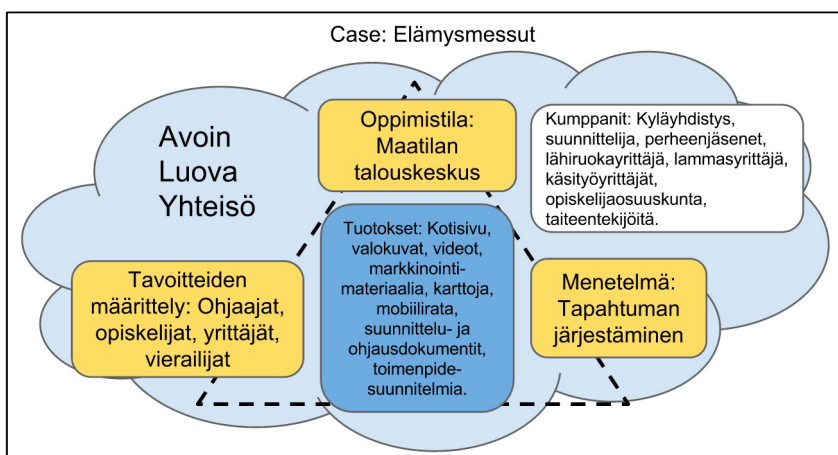 Case: Elämysmessut
Avoin
Luova
Yhteisö
Oppimistila:
Maatilan
talouskeskus
Kumppanit: Kyläyhdistys,
suunnittelija, perheenjäsenet,
lähiruokayrittäjä, lammasyrittäjä,
käsityöyrittäjät,
opiskelijaosuuskunta,
taiteentekijöitä.
Tavoitteiden
määrittely: Ohjaajat,
opiskelijat, yrittäjät,
vierailijat
Tuotokset: Kotisivu,
valokuvat, videot,
markkinointi-
materiaalia, karttoja,
mobiilirata,
suunnittelu- ja
ohjausdokumentit,
toimenpide-
suunnitelmia.
Menetelmä:
Tapahtuman
järjestäminen